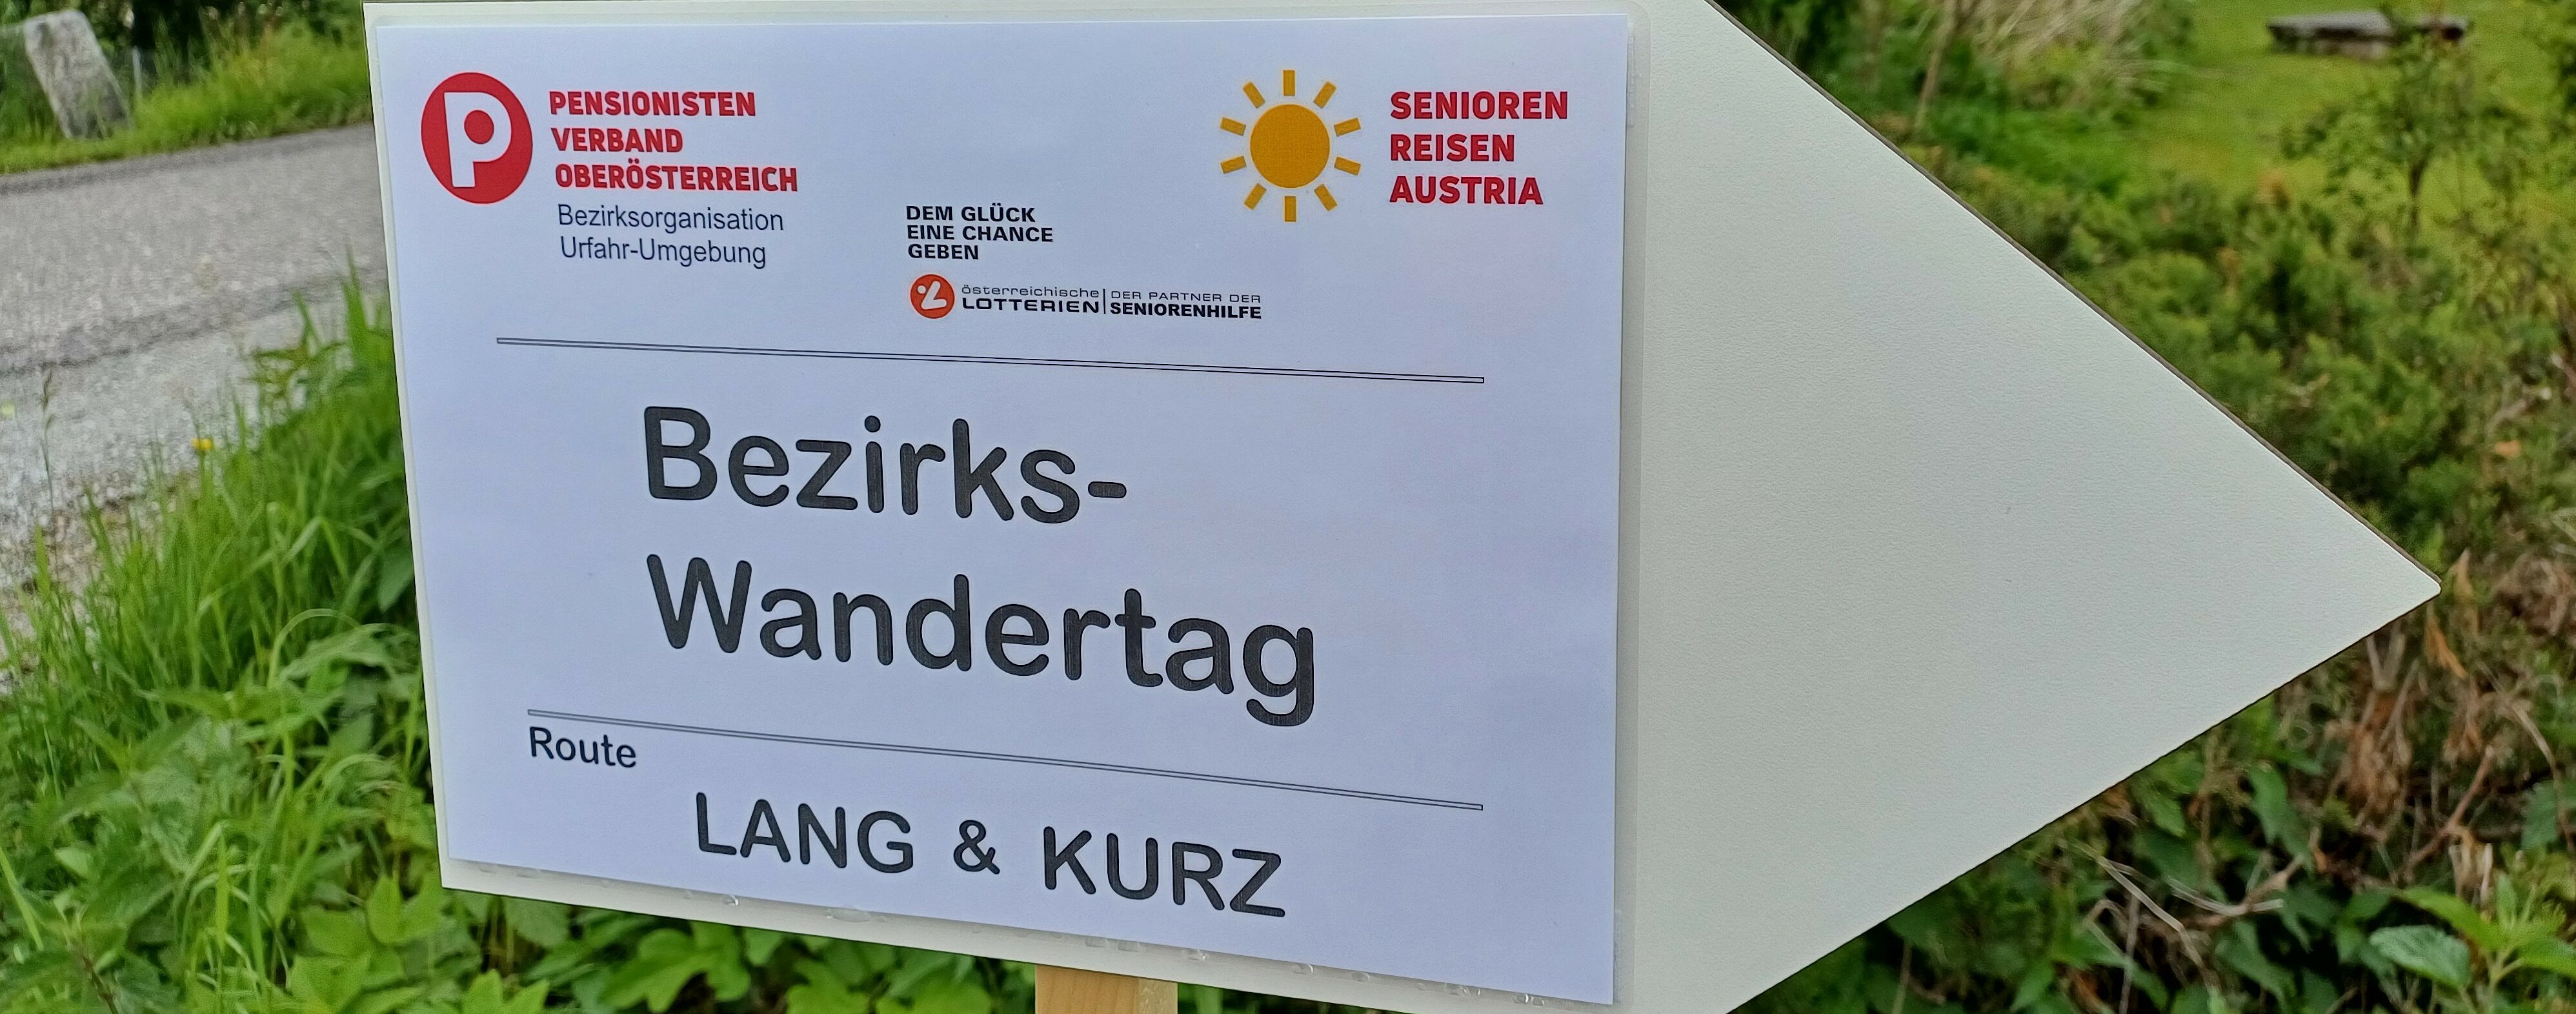 PENSIONISTEN
VERBAND
OBERÖSTERREICH
Bezirksorganisation
Urfahr-Umgebung
DEM GLÜCK
EINE CHANCE
GEBEN
österreichische
LOTTERIEN
DER PARTNER DER
SENIORENHILFE
SENIOREN
REISEN
AUSTRIA
Bezirks-
Wandertag
Route
LANG & KURZ